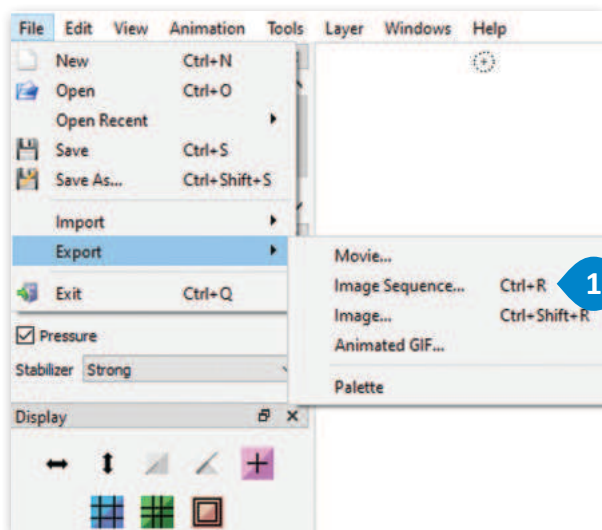 File Edit View Animation Tools Layer Windows Help
New Ctrl+N
Open Ctrl+O
Open Recent
Save Ctrl+S
Save As... Ctrl+Shift+S
Import
Export
Exit Ctrl+Q
Movie...
Image Sequence... Ctrl+R
1
Image... Ctrl+Shift+R
Animated GIF...
Palette
Pressure
Stabilizer Strong
Display